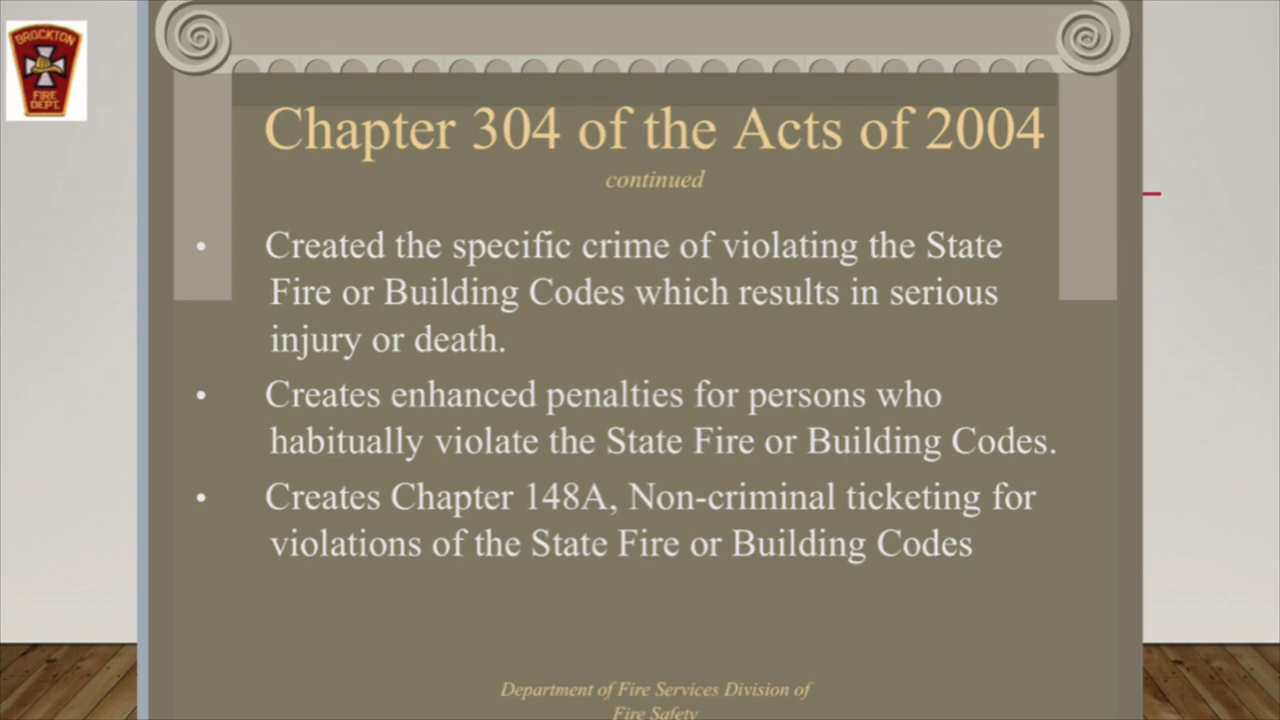 BROCKTON
FIRE
DEPT.
Chapter 304 of the Acts of 2004
continued
• Created the specific crime of violating the State
Fire or Building Codes which results in serious
injury or death.
• Creates enhanced penalties for persons who
habitually violate the State Fire or Building Codes.
• Creates Chapter 148A, Non-criminal ticketing for
violations of the State Fire or Building Codes
Department of Fire Services Division of
Fire Safety